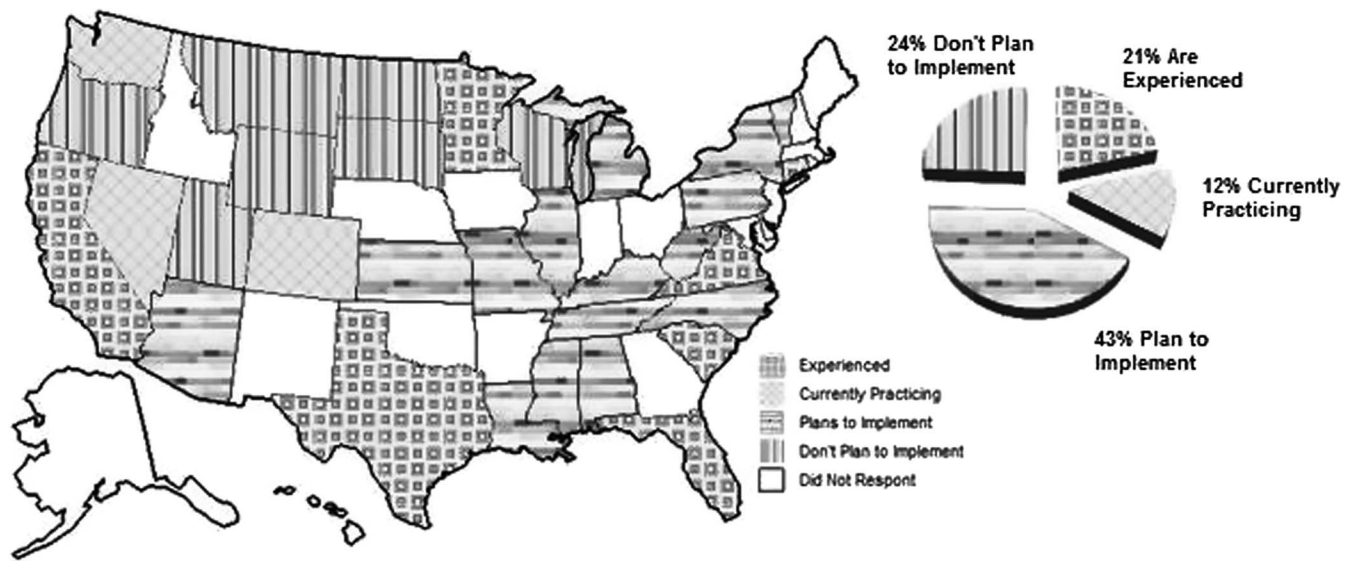 24% Don't Plan
to Implement
21% Are
Experienced
12% Currently
Practicing
43% Plan to
Implement
Experienced
Currently Practicing
Plans to Implement
Don't Plan to Implement
Did Not Respont